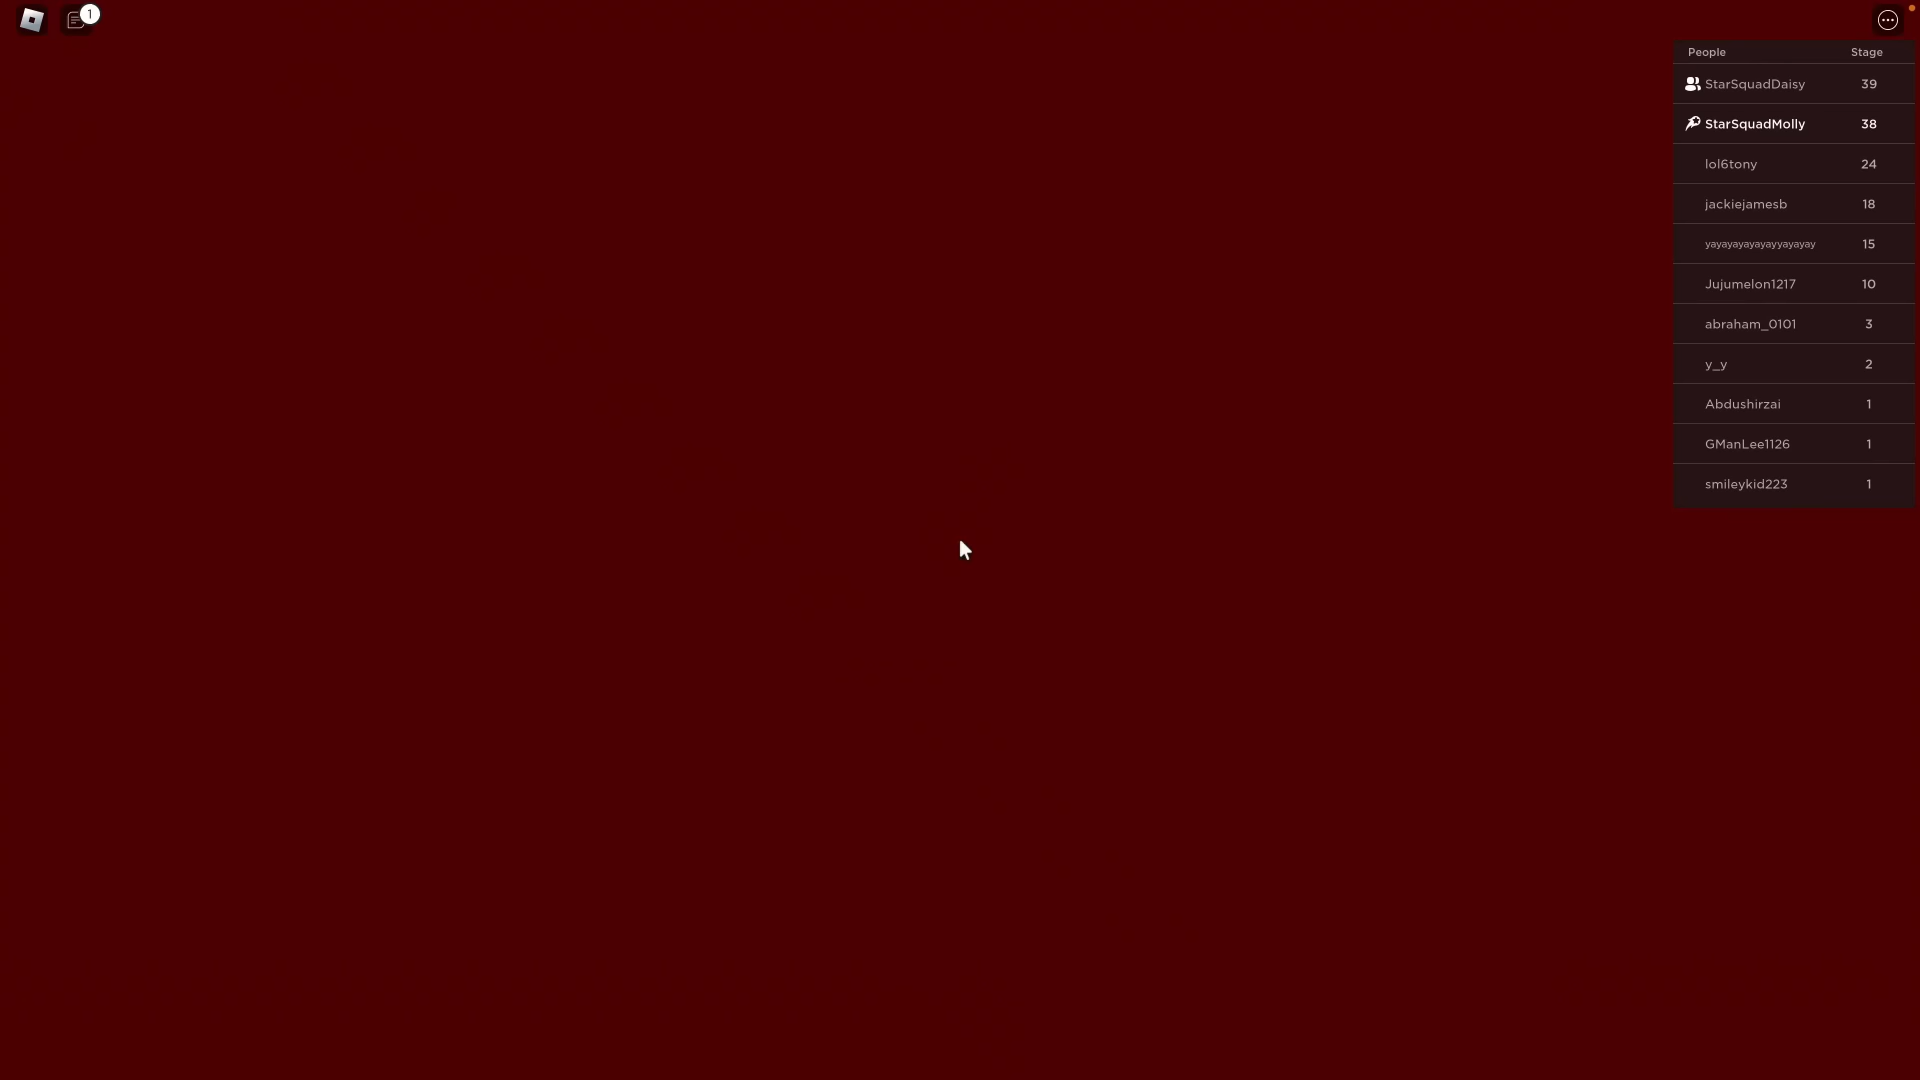 1
People Stage
StarSquadDaisy 39
StarSquadMolly 38
lol6tony 24
jackiejamesb 18
yayayayayayayyayayay 15
Jujumelon1217 10
abraham_0101 3
y_y 2
Abdushirzai 1
GManLee1126 1
smileykid223 1